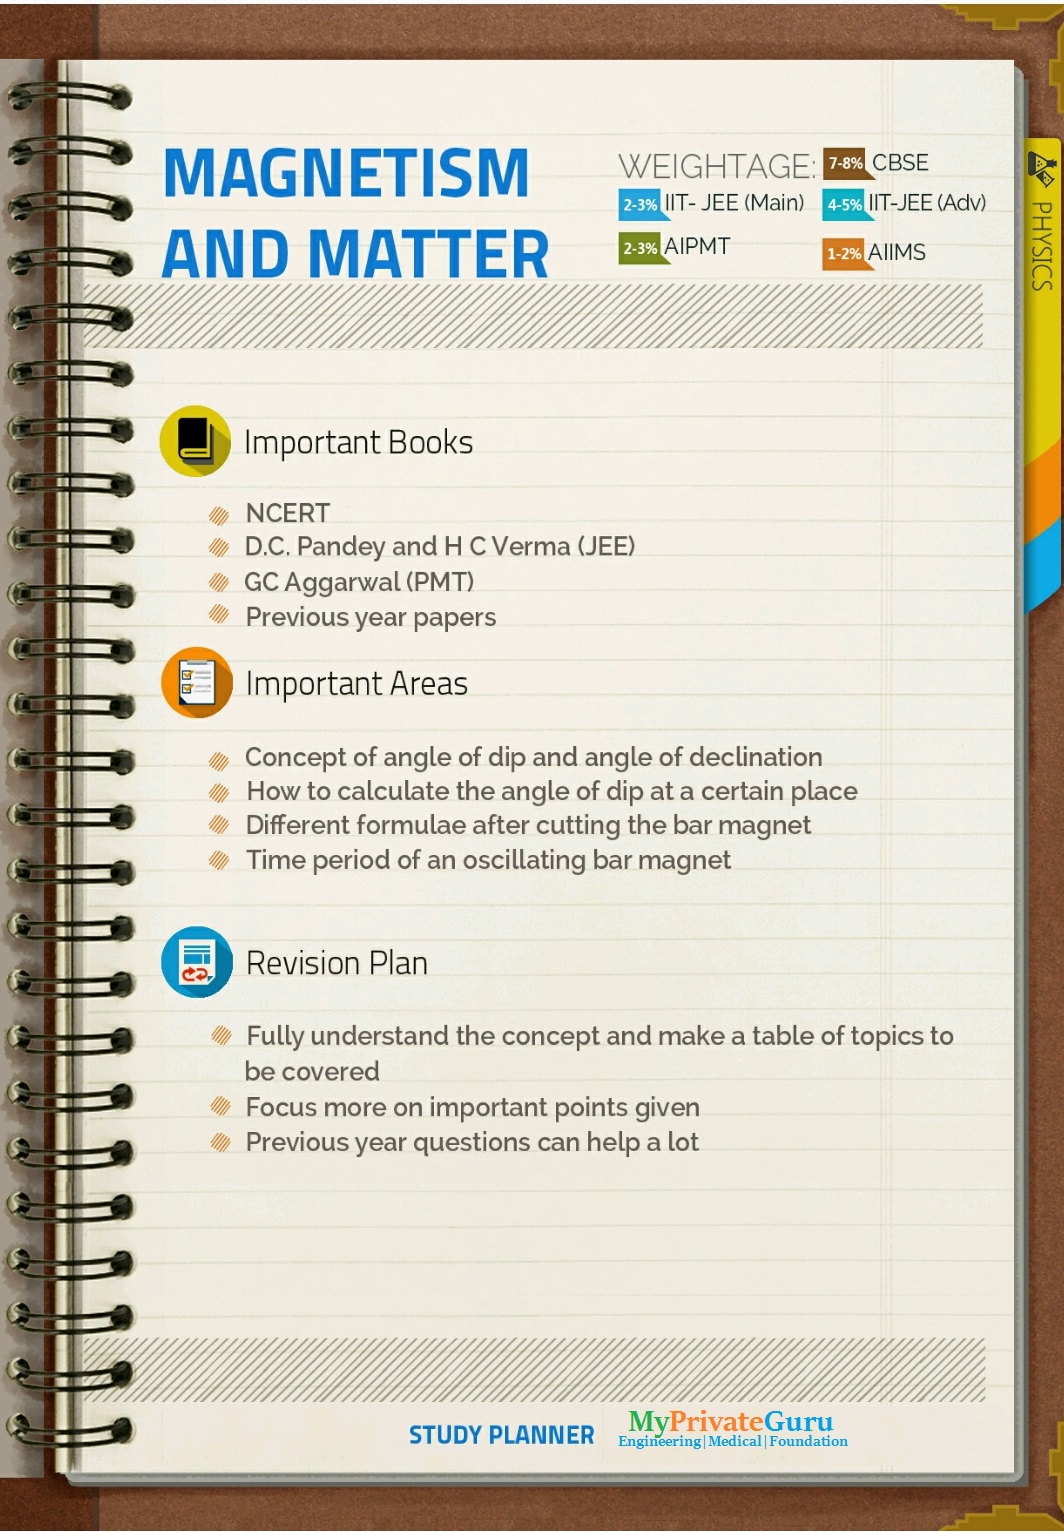 MAGNETISM
AND MATTER
WEIGHTAGE:
7-8% CBSE
2-3% IIT- JEE (Main)
4-5% IIT-JEE (Adv)
2-3% AIPMT
1-2% AIIMS
PHYSICS
Important Books
NCERT
D.C. Pandey and H C Verma (JEE)
GC Aggarwal (PMT)
Previous year papers
Important Areas
Concept of angle of dip and angle of declination
How to calculate the angle of dip at a certain place
Different formulae after cutting the bar magnet
Time period of an oscillating bar magnet
Revision Plan
Fully understand the concept and make a table of topics to
be covered
Focus more on important points given
Previous year questions can help a lot
STUDY PLANNER
MyPrivateGuru
Engineering|Medical|Foundation